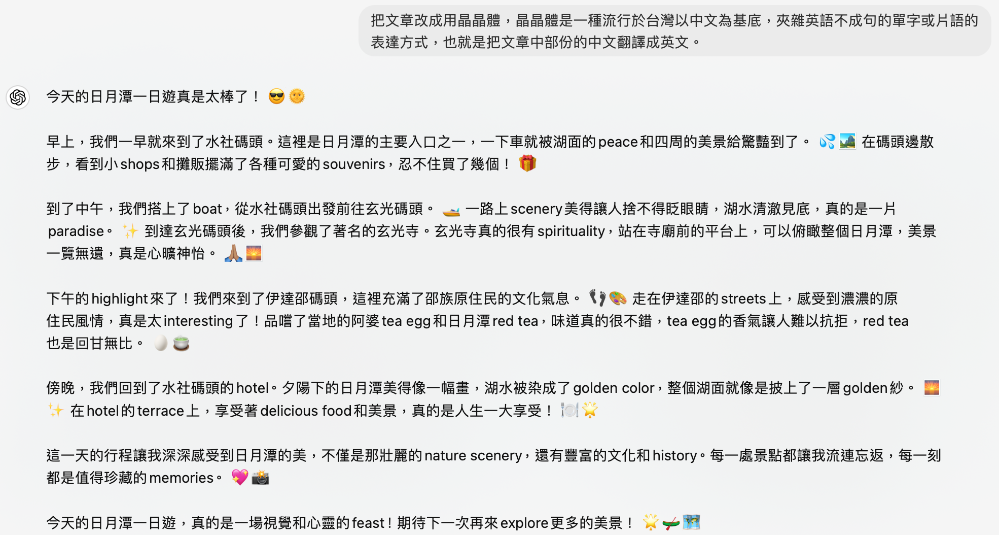 把文章改成用晶晶體，晶晶體是一種流行於台灣以中文為基底，夾雜英語不成句的單字或片語的
表達方式，也就是把文章中部份的中文翻譯成英文。
今天的日月潭一日遊真是太棒了！ 😎🌞
早上，我們一早就來到了水社碼頭。這裡是日月潭的主要入口之一，一下車就被湖面的peace和四周的美景給驚豔到了。 💦🏞️ 在碼頭邊散
步，看到小shops和攤販擺滿了各種可愛的souvenirs，忍不住買了幾個！ 🎁
到了中午，我們搭上了boat，從水社碼頭出發前往玄光碼頭。 🚤 一路上scenery美得讓人捨不得眨眼睛，湖水清澈見底，真的是一片
paradise。 ✨ 到達玄光碼頭後，我們參觀了著名的玄光寺。玄光寺真的很有spirituality，站在寺廟前的平台上，可以俯瞰整個日月潭，美景
一覽無遺，真是心曠神怡。 🙏🏽🌅
下午的highlight來了！我們來到了伊達邵碼頭，這裡充滿了邵族原住民的文化氣息。 👣🎨 走在伊達邵的streets上，感受到濃濃的原
住民風情，真是太interesting了！品嚐了當地的阿婆tea egg和日月潭red tea，味道真的很不錯，tea egg的香氣讓人難以抗拒，red tea
也是回甘無比。 🥚🍵
傍晚，我們回到了水社碼頭的hotel。夕陽下的日月潭美得像一幅畫，湖水被染成了golden color，整個湖面就像是披上了一層golden紗。 🌅
✨ 在hotel的terrace上，享受著delicious food和美景，真的是人生一大享受！ 🍽️🌟
這一天的行程讓我深深感受到日月潭的美，不僅是那壯麗的nature scenery，還有豐富的文化和history。每一處景點都讓我流連忘返，每一刻
都是值得珍藏的memories。 💖📸
今天的日月潭一日遊，真的是一場視覺和心靈的feast！期待下一次再來explore更多的美景！ 🌟🛶🗺️